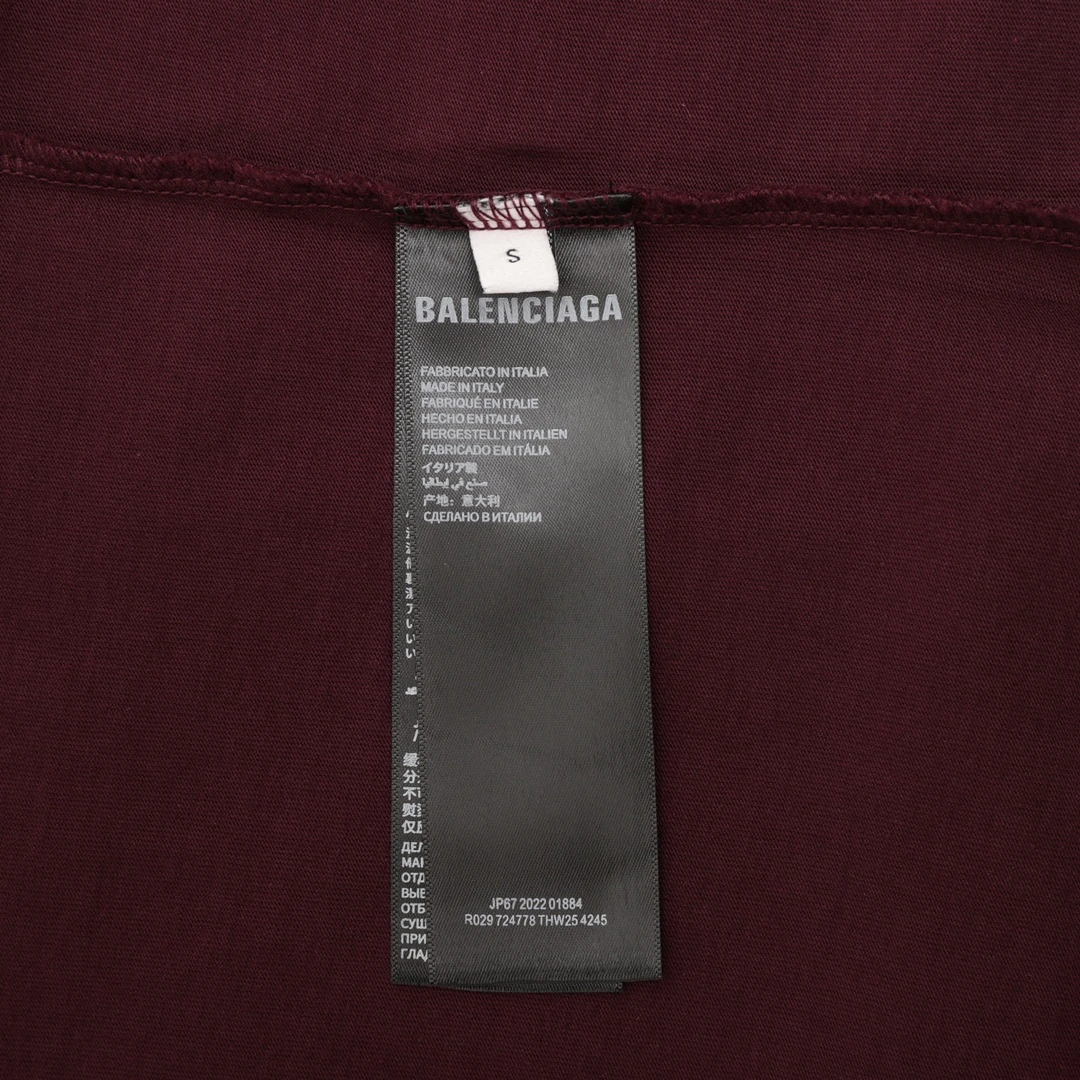 S
BALENCIAGA
FABBRICATO IN ITALIA
MADE IN ITALY
FABRIQUÉ EN ITALIE
HECHO EN ITALIA
HERGESTELLT IN ITALIEN
FABRICADO EM ITÁLIA
イタリア製
صنع في إيطاليا
产地：意大利
СДЕЛАНО В ИТАЛИИ
JP67 2022 01884
R029 724778 THW25 4245